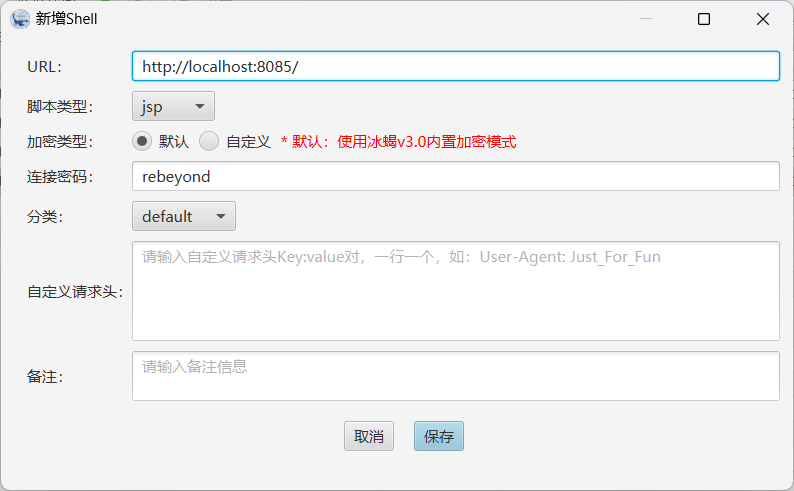 新增Shell
URL:
http://localhost:8085/
脚本类型:
jsp
加密类型:
默认 自定义 * 默认：使用冰蝎v3.0内置加密模式
连接密码:
rebeyond
分类:
default
自定义请求头:
请输入自定义请求头Key:value对，一行一个，如：User-Agent: Just_For_Fun
备注:
请输入备注信息
取消 保存